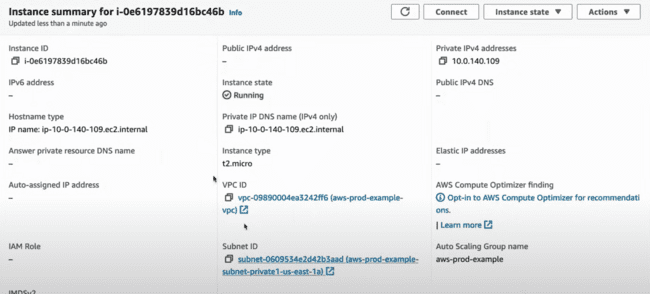 Instance summary for i-0e6197839d16bc46b Info
Updated less than a minute ago
Connect
Instance state
Actions
Instance ID
i-0e6197839d16bc46b
Public IPv4 address
–
Private IPv4 addresses
10.0.140.109
IPv6 address
–
Instance state
Running
Public IPv4 DNS
–
Hostname type
IP name: ip-10-0-140-109.ec2.internal
Private IP DNS name (IPv4 only)
ip-10-0-140-109.ec2.internal
Answer private resource DNS name
–
Instance type
t2.micro
Elastic IP addresses
–
Auto-assigned IP address
–
VPC ID
vpc-09890004ea3242ff6 (aws-prod-example-
vpc)
AWS Compute Optimizer finding
Opt-in to AWS Compute Optimizer for recommendati
ons.
| Learn more
IAM Role
–
Subnet ID
subnet-0609534e2d42b3aad (aws-prod-example-
subnet-private1-us-east-1a)
Auto Scaling Group name
aws-prod-example
IMDSv2